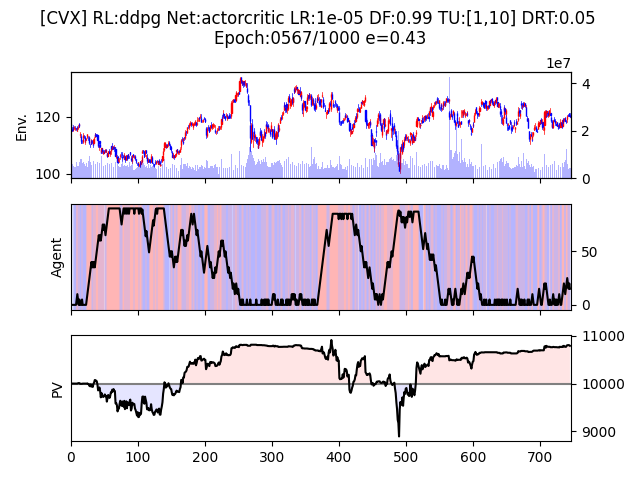 [CVX] RL:ddpg Net:actorcritic LR:1e-05 DF:0.99 TU:[1,10] DRT:0.05
Epoch:0567/1000 e=0.43
1e7
Env.
120
100
4
2
0
Agent
50
0
PV
11000
10000
9000
0 100 200 300 400 500 600 700